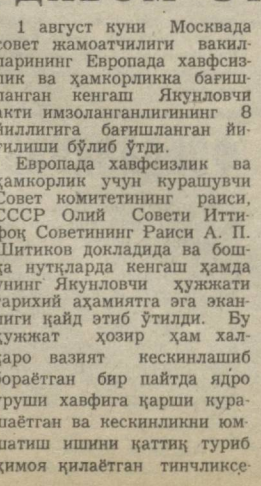 1 август куни Москвада
совет жамоатчилиги вакил-
ларининг Европада хавфсиз-
лик ва ҳамкорликка бағиш-
ланган кенгаш Якунловчи
акти имзоланганлигининг 8
йиллигига бағишланган йи-
ғилиши бўлиб ўтди.
Европада хавфсизлик ва
ҳамкорлик учун курашувчи
Совет комитетининг раиси,
СССР Олий Совети Итти-
фоқ Советининг Раиси А. П.
Шитиков докладида ва бош-
қа нутқларда кенгаш ҳамда
унинг Якунловчи ҳужжати
тарихий аҳамиятга эга экан-
лиги қайд этиб ўтилди. Бу
ҳужжат ҳозир ҳам хал-
қаро вазият кескинлашиб
бораётган бир пайтда ядро
уруши хавфига қарши кура-
шаётган ва кескинликни юм-
шатиш ишини қаттиқ туриб
ҳимоя қилаётган тинчликсе-